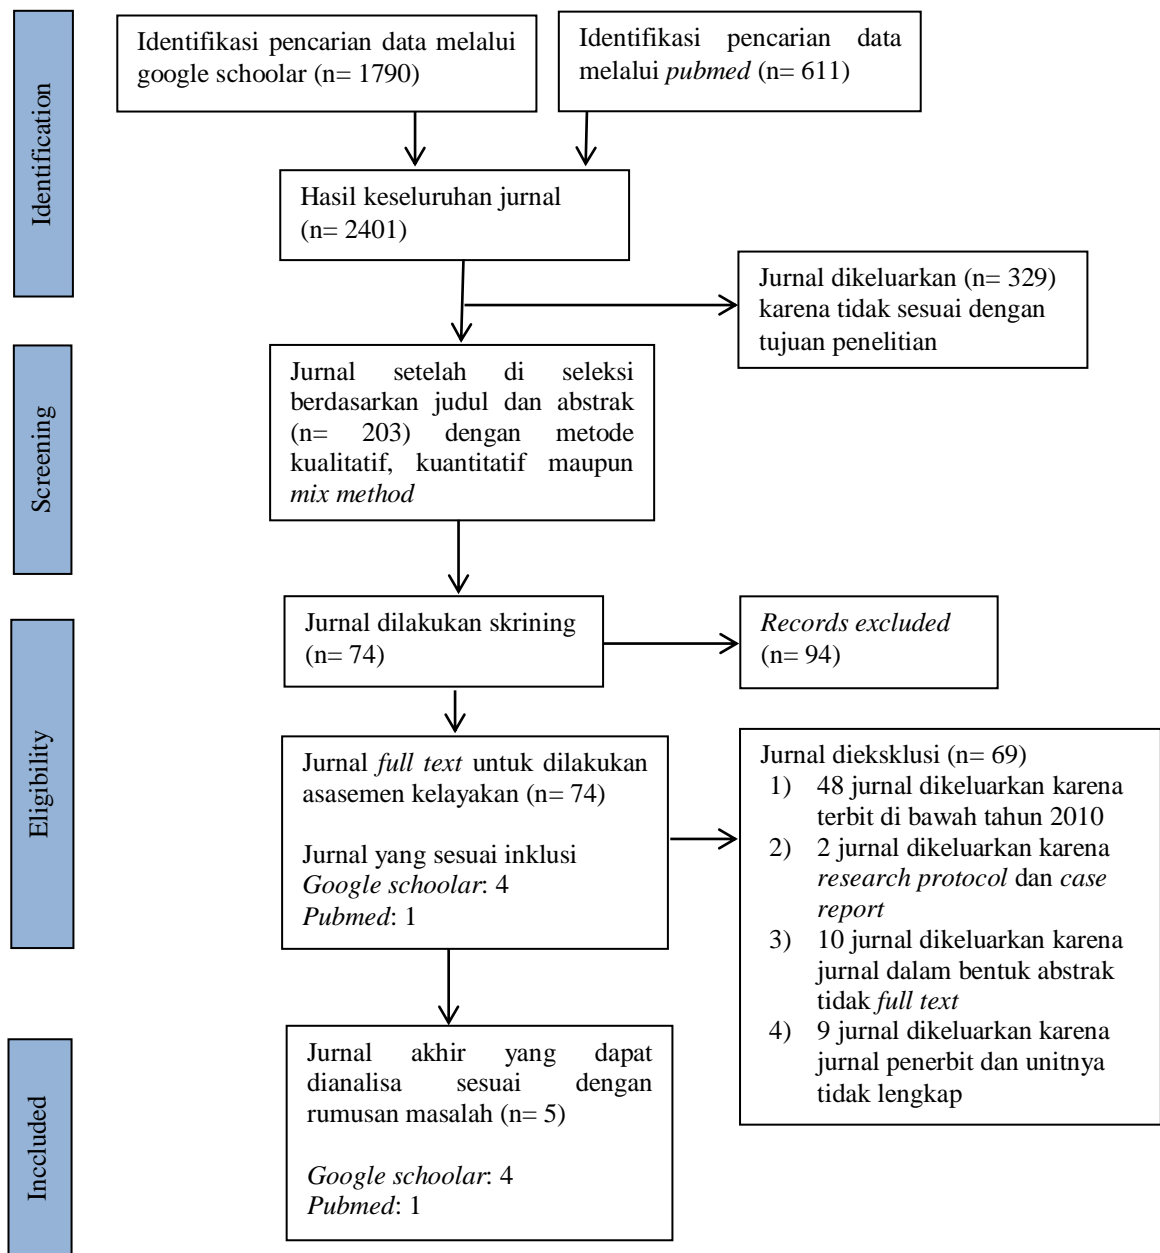 Identification
Identifikasi pencarian data melalui
google schoolar (n= 1790)
Identifikasi pencarian data
melalui pubmed (n= 611)
Hasil keseluruhan jurnal
(n= 2401)
Jurnal dikeluarkan (n= 329)
karena tidak sesuai dengan
tujuan penelitian
Screening
Jurnal setelah di seleksi
berdasarkan judul dan abstrak
(n= 203) dengan metode
kualitatif, kuantitatif maupun
mix method
Jurnal dilakukan skrining
(n= 74)
Records excluded
(n= 94)
Eligibility
Jurnal full text untuk dilakukan
asasemen kelayakan (n= 74)
Jurnal yang sesuai inklusi
Google schoolar: 4
Pubmed: 1
Jurnal dieksklusi (n= 69)
1) 48 jurnal dikeluarkan karena
terbit di bawah tahun 2010
2) 2 jurnal dikeluarkan karena
research protocol dan case
report
3) 10 jurnal dikeluarkan karena
jurnal dalam bentuk abstrak
tidak full text
4) 9 jurnal dikeluarkan karena
jurnal penerbit dan unitnya
tidak lengkap
Inccluded
Jurnal akhir yang dapat
dianalisa sesuai dengan
rumusan masalah (n= 5)
Google schoolar: 4
Pubmed: 1